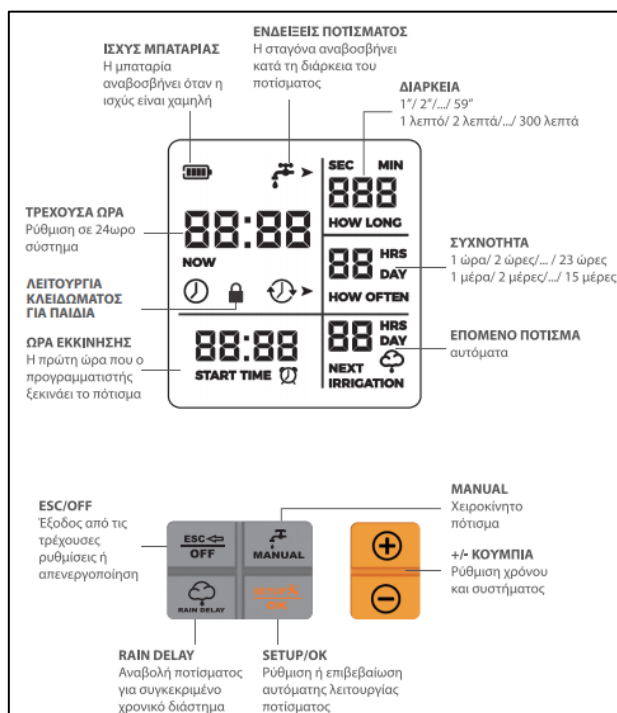 ΙΣΧΥΣ ΜΠΑΤΑΡΙΑΣ
Η μπαταρία
αναβοσβήνει όταν η
ισχύς είναι χαμηλή
ΕΝΔΕΙΞΕΙΣ ΠΟΤΙΣΜΑΤΟΣ
Η σταγόνα αναβοσβήνει
κατά τη διάρκεια του
ποτίσματος
ΔΙΑΡΚΕΙΑ
1"/ 2"/.../ 59"
1 λεπτό/ 2 λεπτά/.../ 300 λεπτά
SEC MIN
888
HOW LONG
ΤΡΕΧΟΥΣΑ ΩΡΑ
Ρύθμιση σε 24ωρο
σύστημα
88:88
NOW
88 HRS
DAY
HOW OFTEN
ΣΥΧΝΟΤΗΤΑ
1 ώρα/ 2 ώρες/... / 23 ώρες
1 μέρα/ 2 μέρες/.../ 15 μέρες
ΛΕΙΤΟΥΡΓΙΑ
ΚΛΕΙΔΩΜΑΤΟΣ
ΓΙΑ ΠΑΙΔΙΑ
ΩΡΑ ΕΚΚΙΝΗΣΗΣ
Η πρώτη ώρα που ο
προγραμματιστής
ξεκινάει το πότισμα
88:88
START TIME
88 HRS
DAY
NEXT
IRRIGATION
ΕΠΟΜΕΝΟ ΠΟΤΙΣΜΑ
αυτόματα
ESC/OFF
Έξοδος από τις
τρέχουσες
ρυθμίσεις ή
απενεργοποίηση
ESC
OFF
MANUAL
RAIN DELAY
SETUP
OK
MANUAL
Χειροκίνητο
πότισμα
+/- ΚΟΥΜΠΙΑ
Ρύθμιση χρόνου
και συστήματος
RAIN DELAY
Αναβολή ποτίσματος
για συγκεκριμένο
χρονικό διάστημα
SETUP/OK
Ρύθμιση ή επιβεβαίωση
αυτόματης λειτουργίας
ποτίσματος